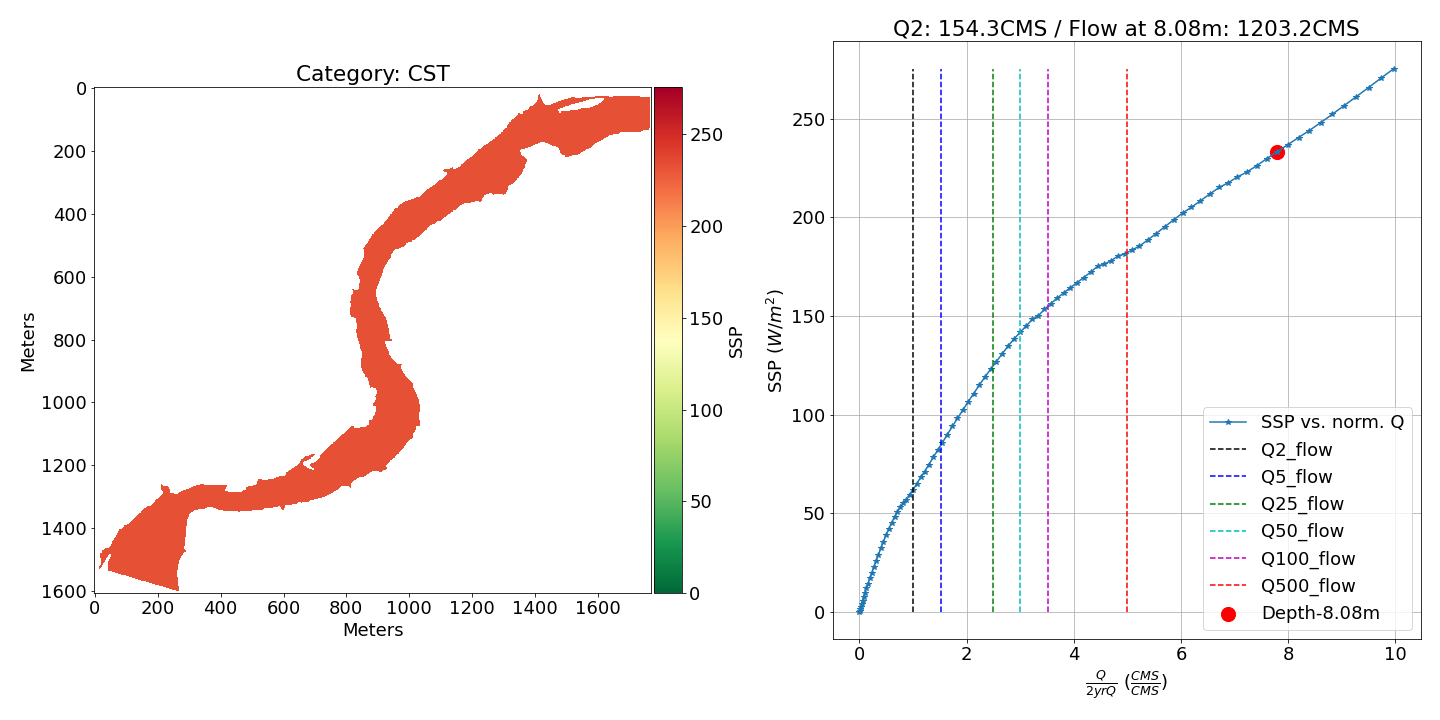 Category: CST
0
200
400
600
800
1000
1200
1400
1600
Meters
0 200 400 600 800 1000 1200 1400 1600
Meters
250
200
150
100
50
0
SSP
Q2: 154.3CMS / Flow at 8.08m: 1203.2CMS
250
200
150
100
50
0
SSP (W/m²)
0 2 4 6 8 10
Q/2yrQ (CMS/CMS)
SSP vs. norm. Q
Q2_flow
Q5_flow
Q25_flow
Q50_flow
Q100_flow
Q500_flow
Depth-8.08m